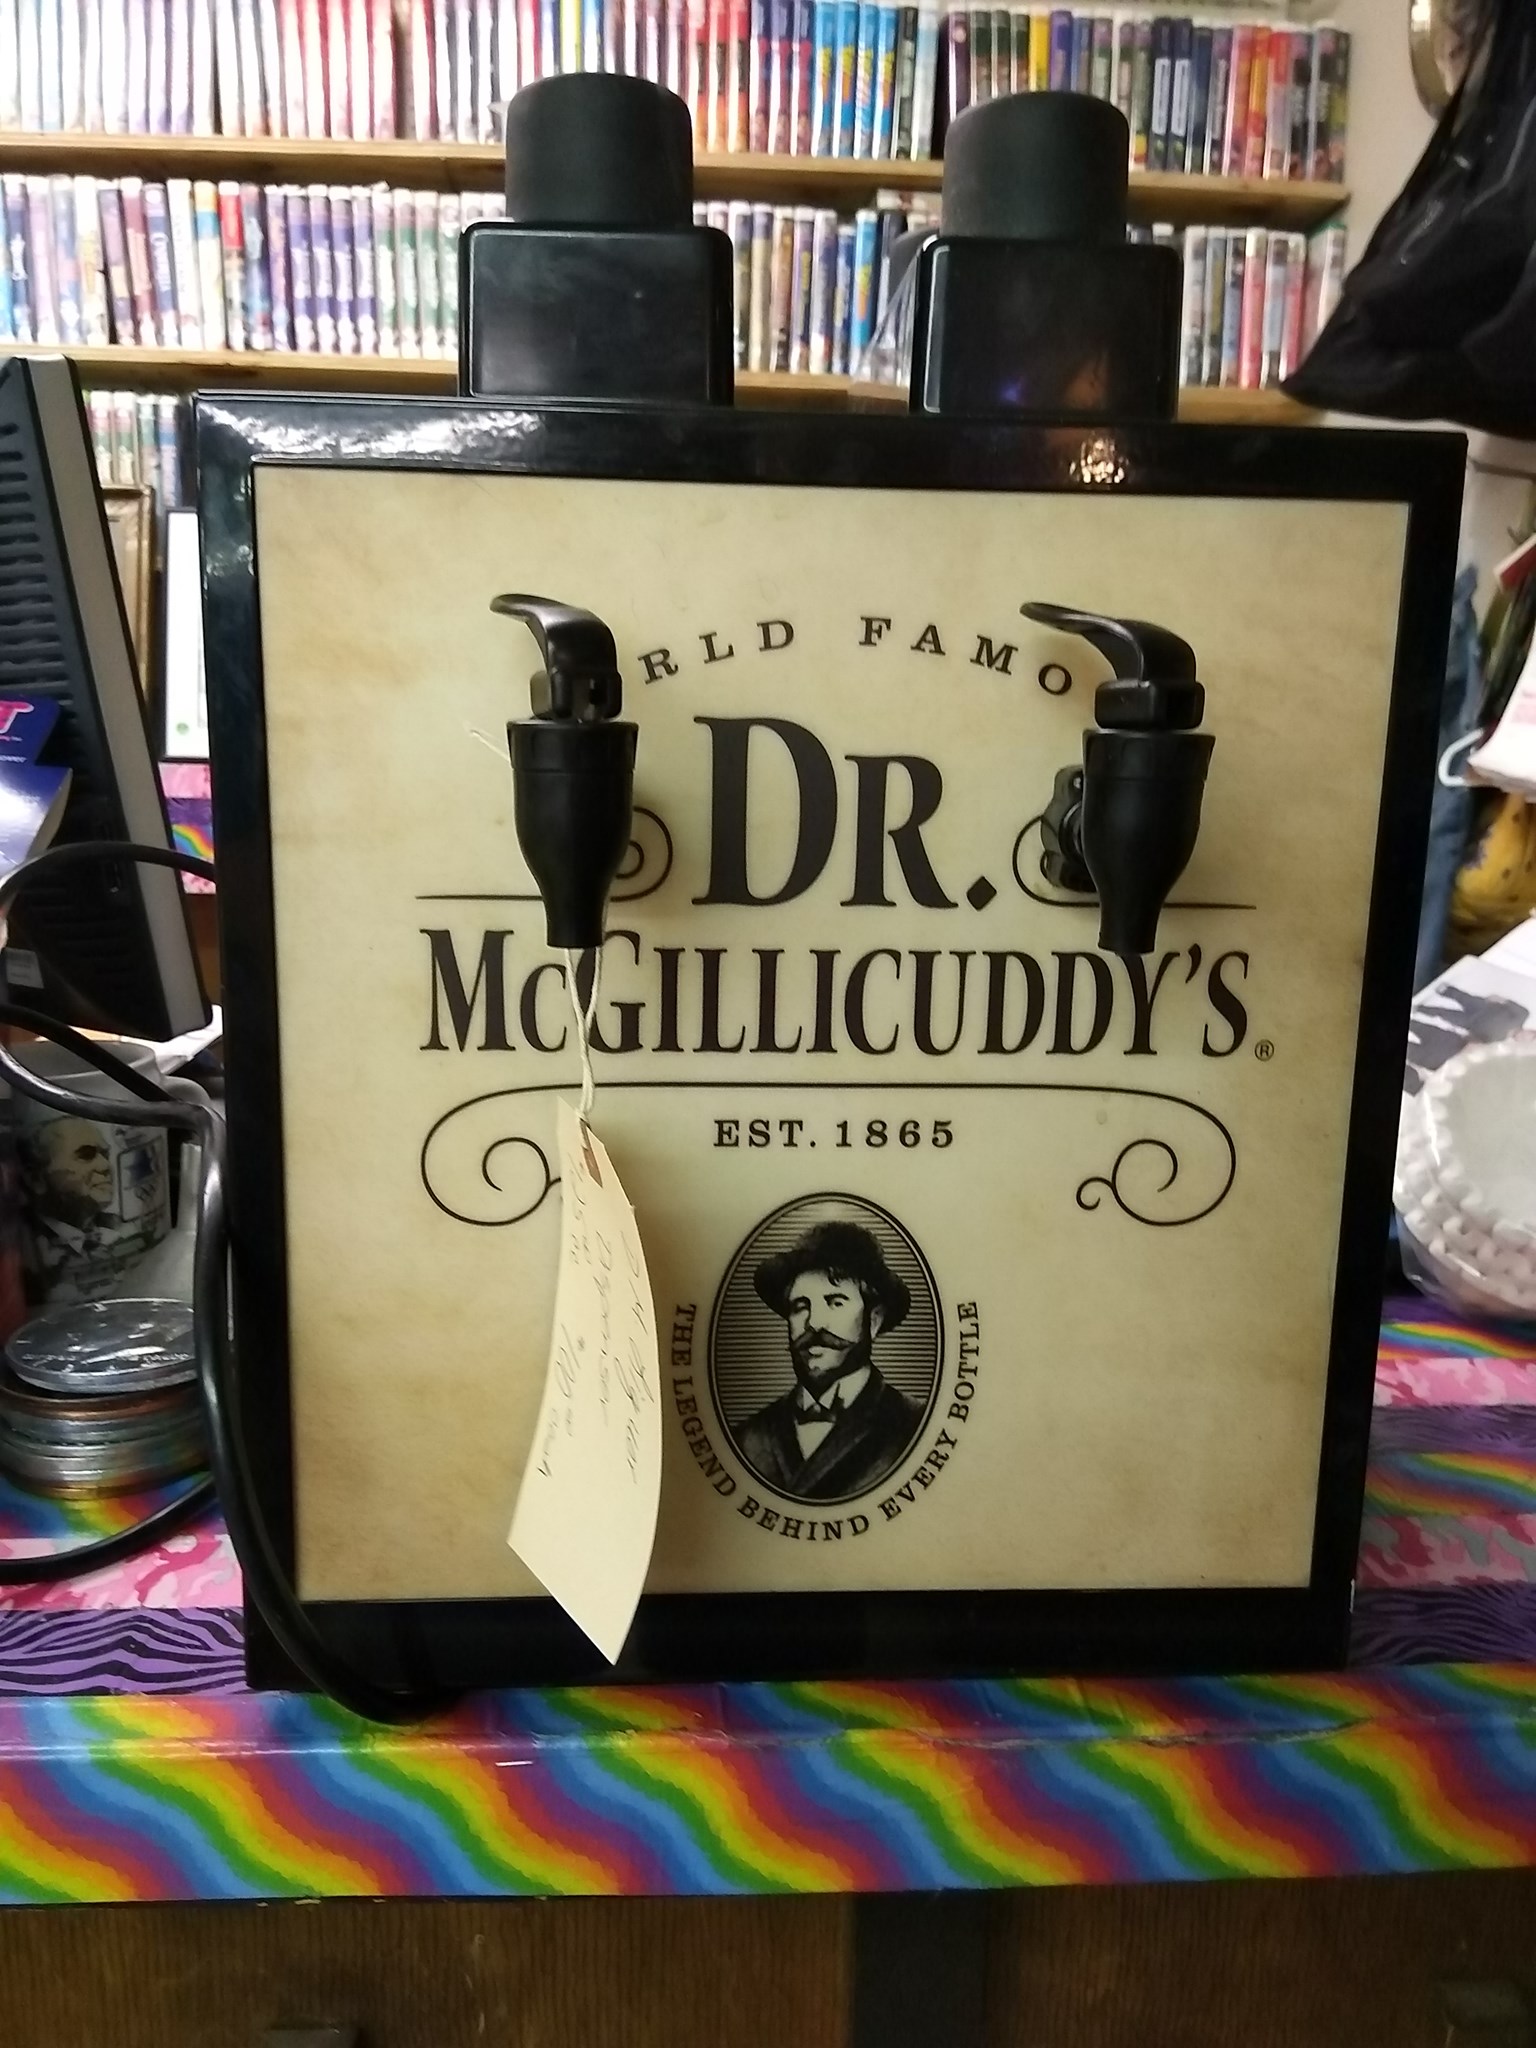 RLD FAMO
DR.
MCGILLICUDDY'S®
EST. 1865
THE LEGEND BEHIND EVERY BOTTLE